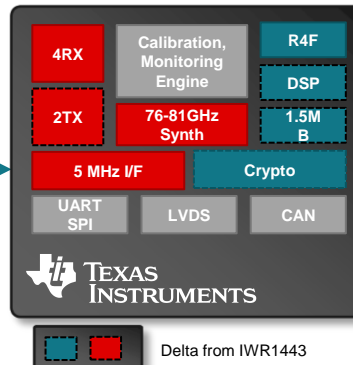 4RX
Calibration,
Monitoring
Engine
R4F
DSP
2TX
76-81GHz
Synth
1.5M
B
5 MHz I/F
Crypto
UART
SPI
LVDS
CAN
ti
TEXAS
INSTRUMENTS
Delta from IWR1443